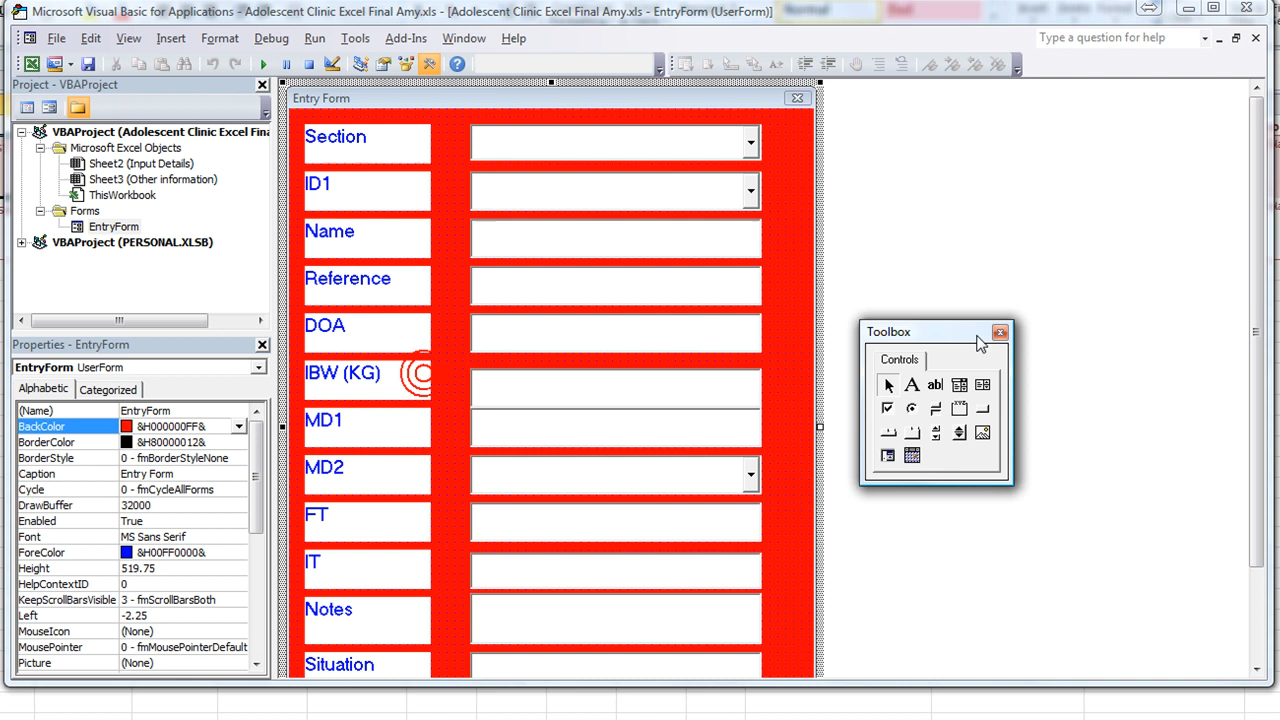 Microsoft Visual Basic for Applications - Adolescent Clinic Excel Final Amy.xls - [Adolescent Clinic Excel Final Amy.xls - EntryForm (UserForm)]
File Edit View Insert Format Debug Run Tools Add-Ins Window Help
Type a question for help
Project - VBAProject
VBAProject (Adolescent Clinic Excel Fina
Microsoft Excel Objects
Sheet2 (Input Details)
Sheet3 (Other information)
ThisWorkbook
Forms
EntryForm
VBAProject (PERSONAL.XLSB)
Properties - EntryForm
EntryForm UserForm
Alphabetic Categorized
(Name) EntryForm
BackColor &H000000FF&
BorderColor &H80000012&
BorderStyle 0 - fmBorderStyleNone
Caption Entry Form
Cycle 0 - fmCycleAllForms
DrawBuffer 32000
Enabled True
Font MS Sans Serif
ForeColor &H00FF0000&
Height 519.75
HelpContextID 0
KeepScrollBarsVisible 3 - fmScrollBarsBoth
Left -2.25
MouseIcon (None)
MousePointer 0 - fmMousePointerDefault
Picture (None)
Entry Form
Section
ID1
Name
Reference
DOA
IBW (KG)
MD1
MD2
FT
IT
Notes
Situation
Toolbox
Controls
A ab|